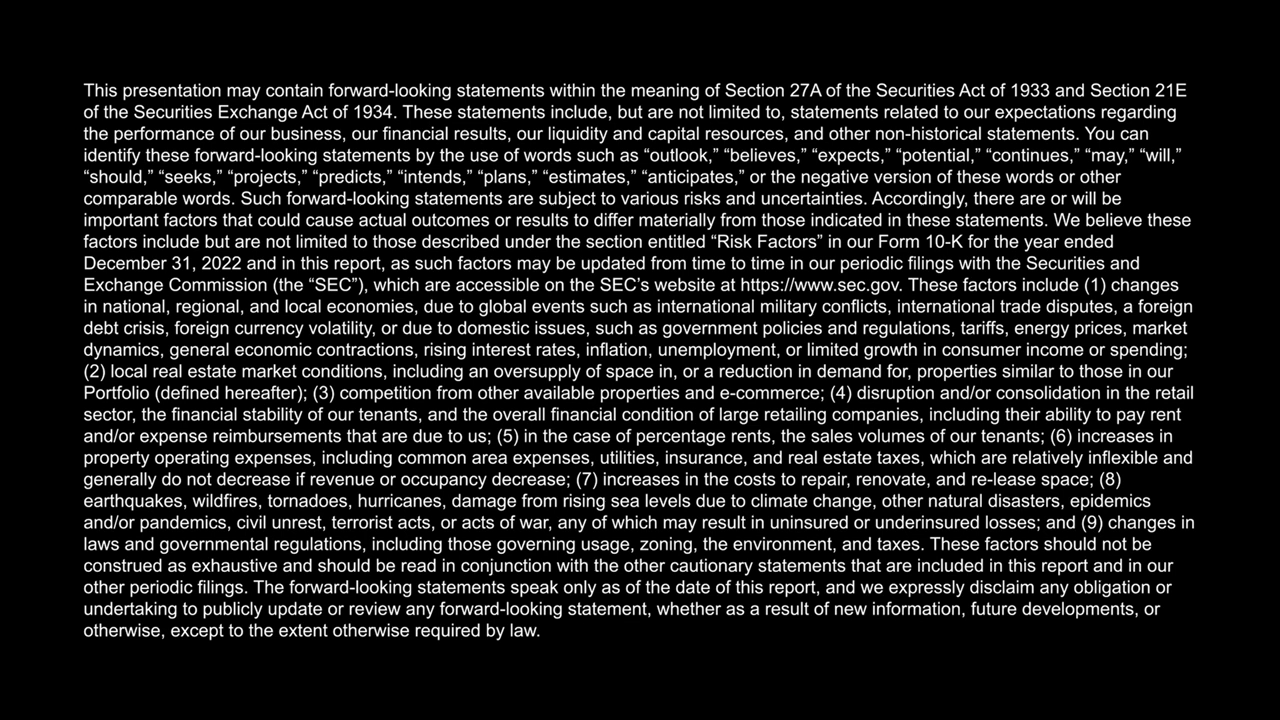 This presentation may contain forward-looking statements within the meaning of Section 27A of the Securities Act of 1933 and Section 21E
of the Securities Exchange Act of 1934. These statements include, but are not limited to, statements related to our expectations regarding
the performance of our business, our financial results, our liquidity and capital resources, and other non-historical statements. You can
identify these forward-looking statements by the use of words such as “outlook,” “believes,” “expects,” “potential,” “continues,” “may,” “will,”
“should,” “seeks,” “projects,” “predicts,” “intends,” “plans,” “estimates,” “anticipates,” or the negative version of these words or other
comparable words. Such forward-looking statements are subject to various risks and uncertainties. Accordingly, there are or will be
important factors that could cause actual outcomes or results to differ materially from those indicated in these statements. We believe these
factors include but are not limited to those described under the section entitled “Risk Factors” in our Form 10-K for the year ended
December 31, 2022 and in this report, as such factors may be updated from time to time in our periodic filings with the Securities and
Exchange Commission (the “SEC”), which are accessible on the SEC’s website at https://www.sec.gov. These factors include (1) changes
in national, regional, and local economies, due to global events such as international military conflicts, international trade disputes, a foreign
debt crisis, foreign currency volatility, or due to domestic issues, such as government policies and regulations, tariffs, energy prices, market
dynamics, general economic contractions, rising interest rates, inflation, unemployment, or limited growth in consumer income or spending;
(2) local real estate market conditions, including an oversupply of space in, or a reduction in demand for, properties similar to those in our
Portfolio (defined hereafter); (3) competition from other available properties and e-commerce; (4) disruption and/or consolidation in the retail
sector, the financial stability of our tenants, and the overall financial condition of large retailing companies, including their ability to pay rent
and/or expense reimbursements that are due to us; (5) in the case of percentage rents, the sales volumes of our tenants; (6) increases in
property operating expenses, including common area expenses, utilities, insurance, and real estate taxes, which are relatively inflexible and
generally do not decrease if revenue or occupancy decrease; (7) increases in the costs to repair, renovate, and re-lease space; (8)
earthquakes, wildfires, tornadoes, hurricanes, damage from rising sea levels due to climate change, other natural disasters, epidemics
and/or pandemics, civil unrest, terrorist acts, or acts of war, any of which may result in uninsured or underinsured losses; and (9) changes in
laws and governmental regulations, including those governing usage, zoning, the environment, and taxes. These factors should not be
construed as exhaustive and should be read in conjunction with the other cautionary statements that are included in this report and in our
other periodic filings. The forward-looking statements speak only as of the date of this report, and we expressly disclaim any obligation or
undertaking to publicly update or review any forward-looking statement, whether as a result of new information, future developments, or
otherwise, except to the extent otherwise required by law.